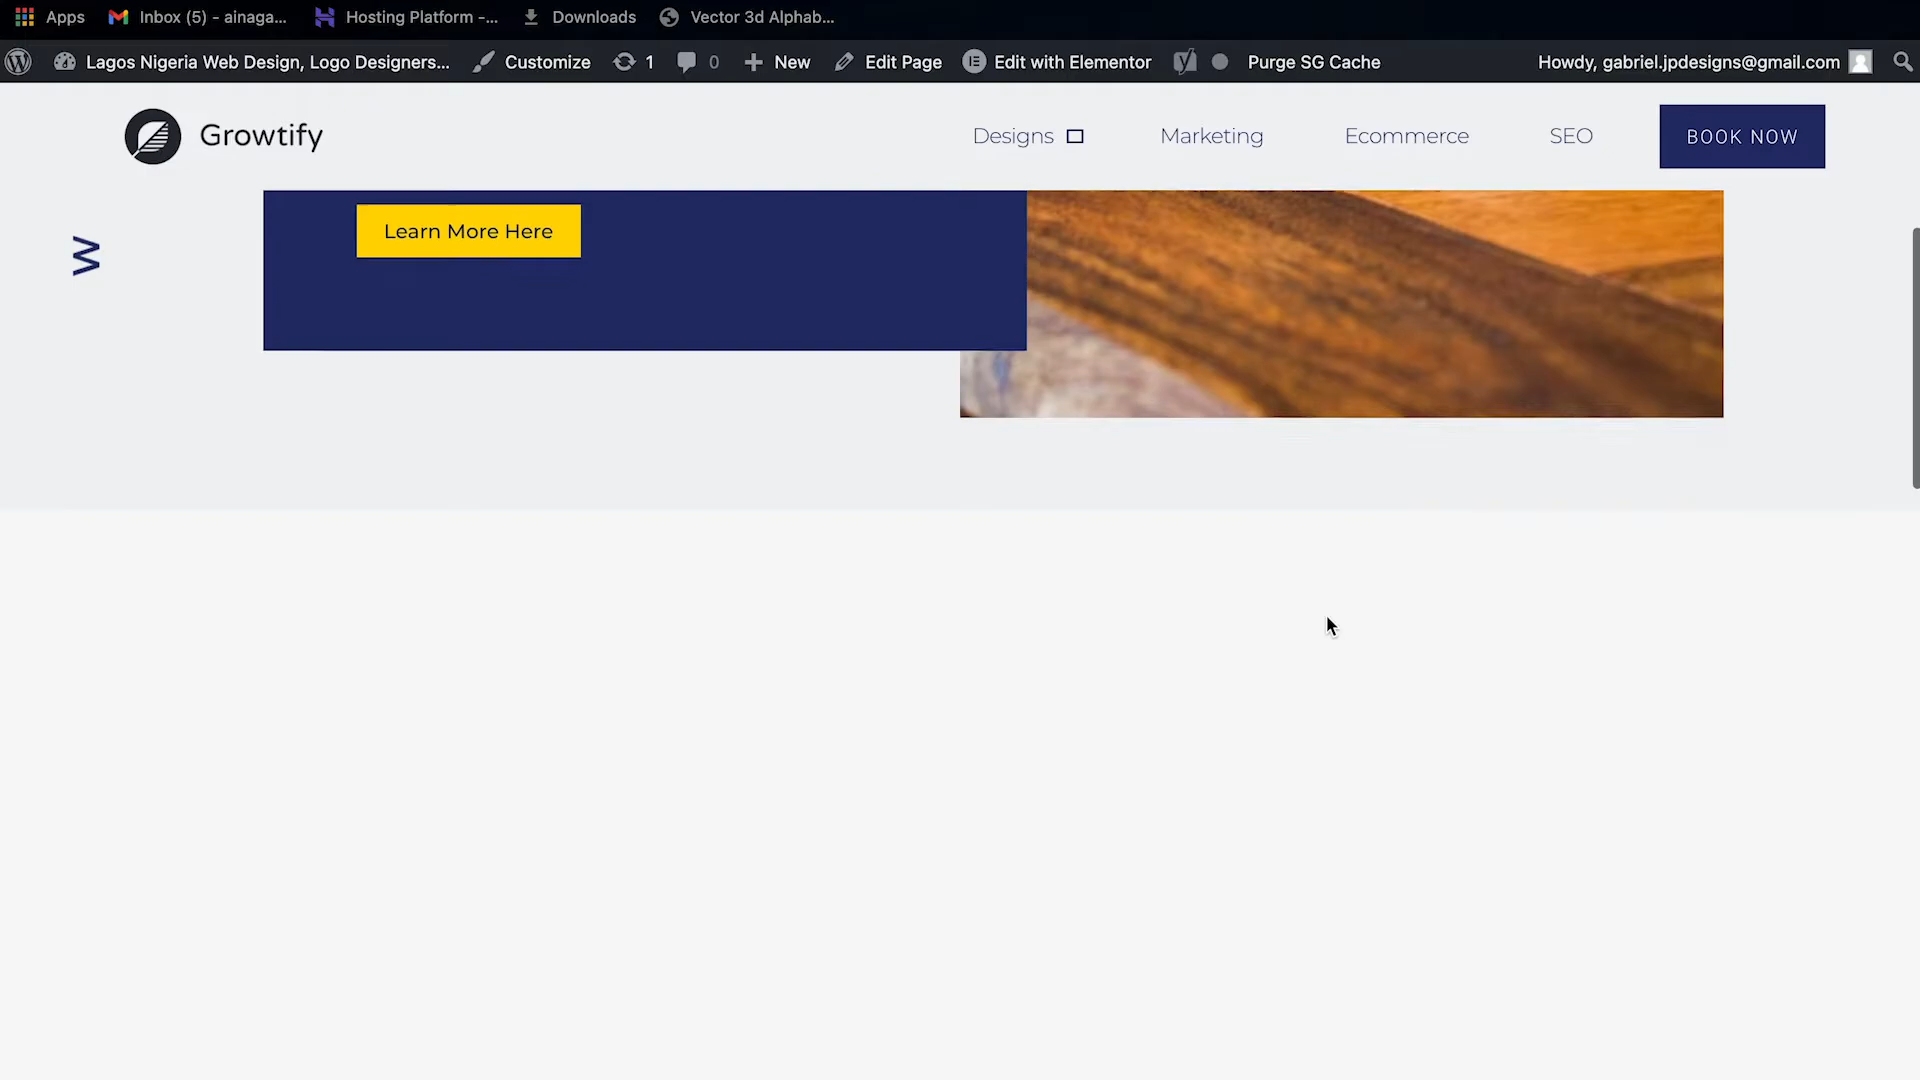 Apps Inbox (5) - ainaga... Hosting Platform -... Downloads Vector 3d Alphab...
Lagos Nigeria Web Design, Logo Designers... Customize 1 0 New Edit Page Edit with Elementor Purge SG Cache Howdy, gabriel.jpdesigns@gmail.com
Growtify Designs Marketing Ecommerce SEO BOOK NOW
Learn More Here
W